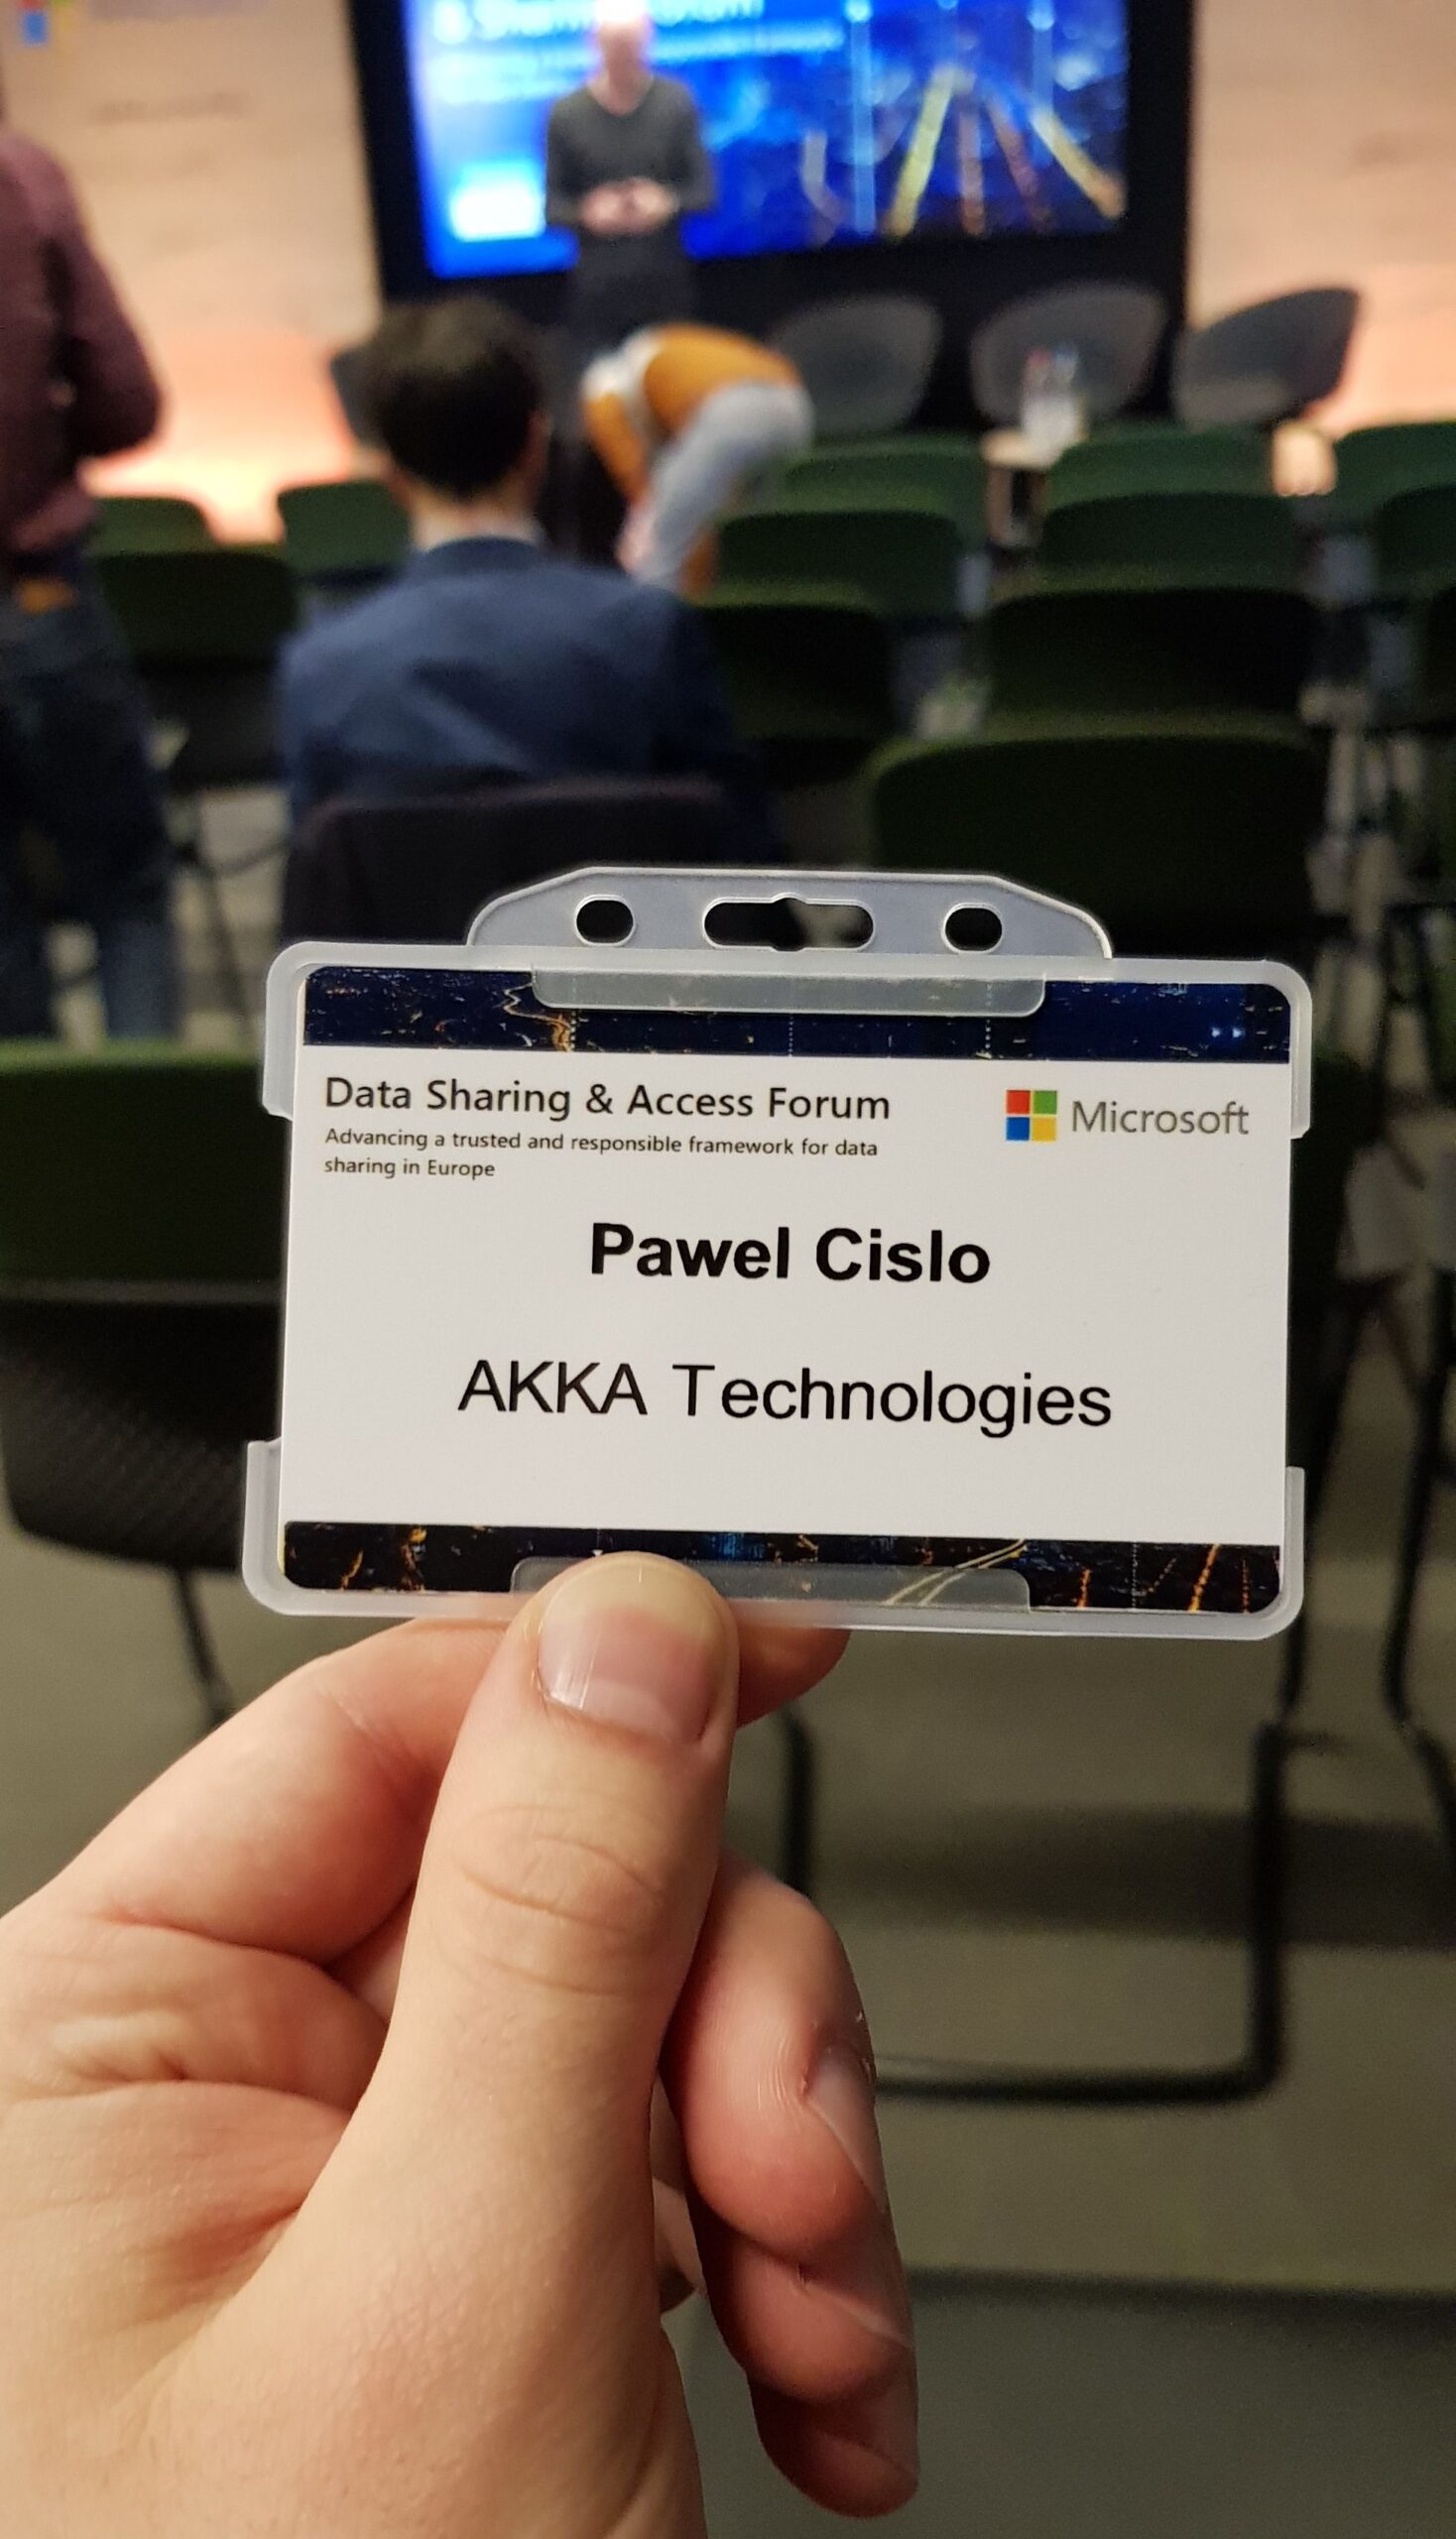 Data Sharing & Access Forum
Advancing a trusted and responsible framework for data
sharing in Europe
Microsoft
Pawel Cislo
AKKA Technologies